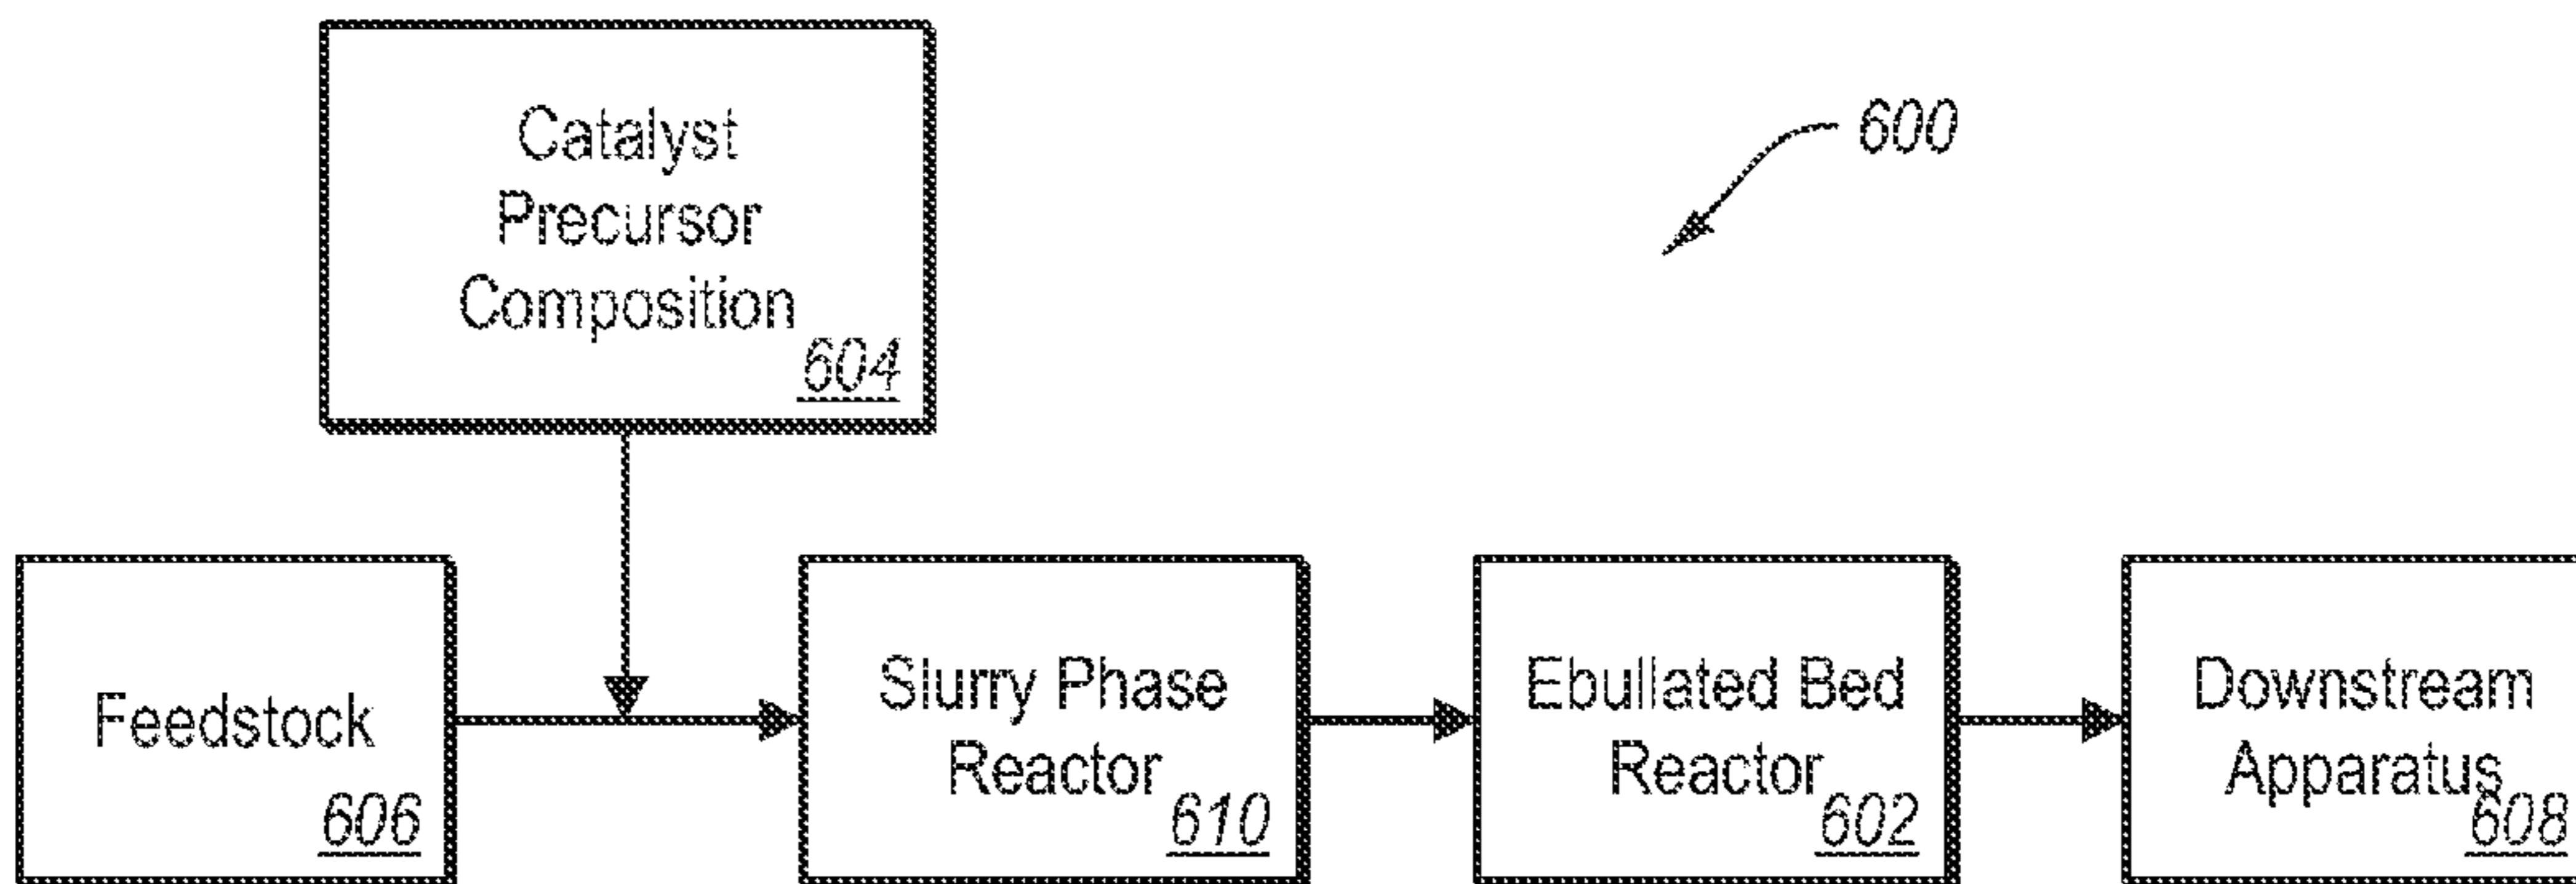 Catalyst
Precursor
Composition
604
600
Feedstock
606
Slurry Phase
Reactor
610
Ebullated Bed
Reactor
602
Downstream
Apparatus
608